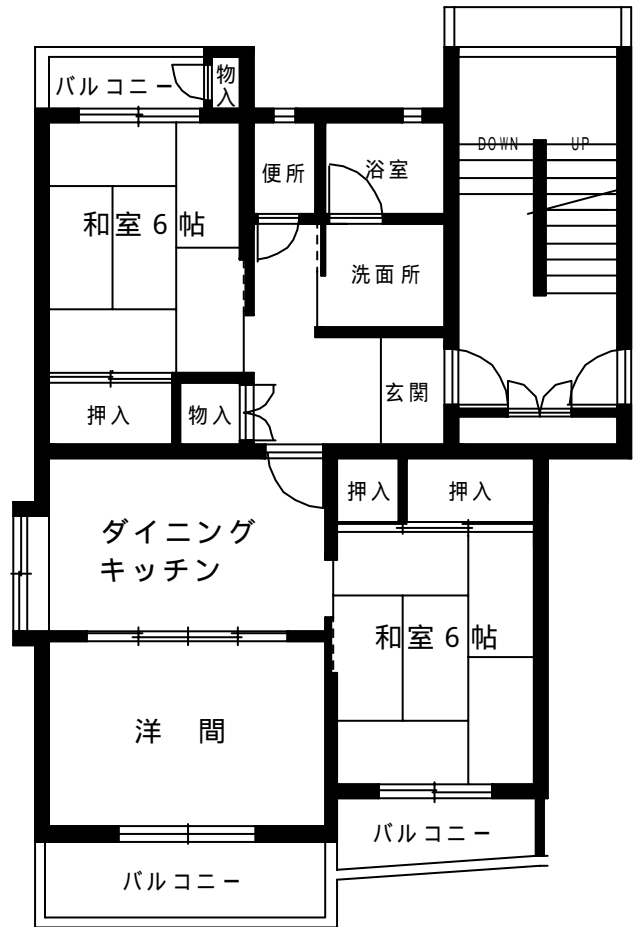 バルコニー
物入
DOWN UP
便所
浴室
和室6帖
洗面所
玄関
押入
物入
押入
押入
ダイニング
キッチン
和室6帖
洋間
バルコニー
バルコニー